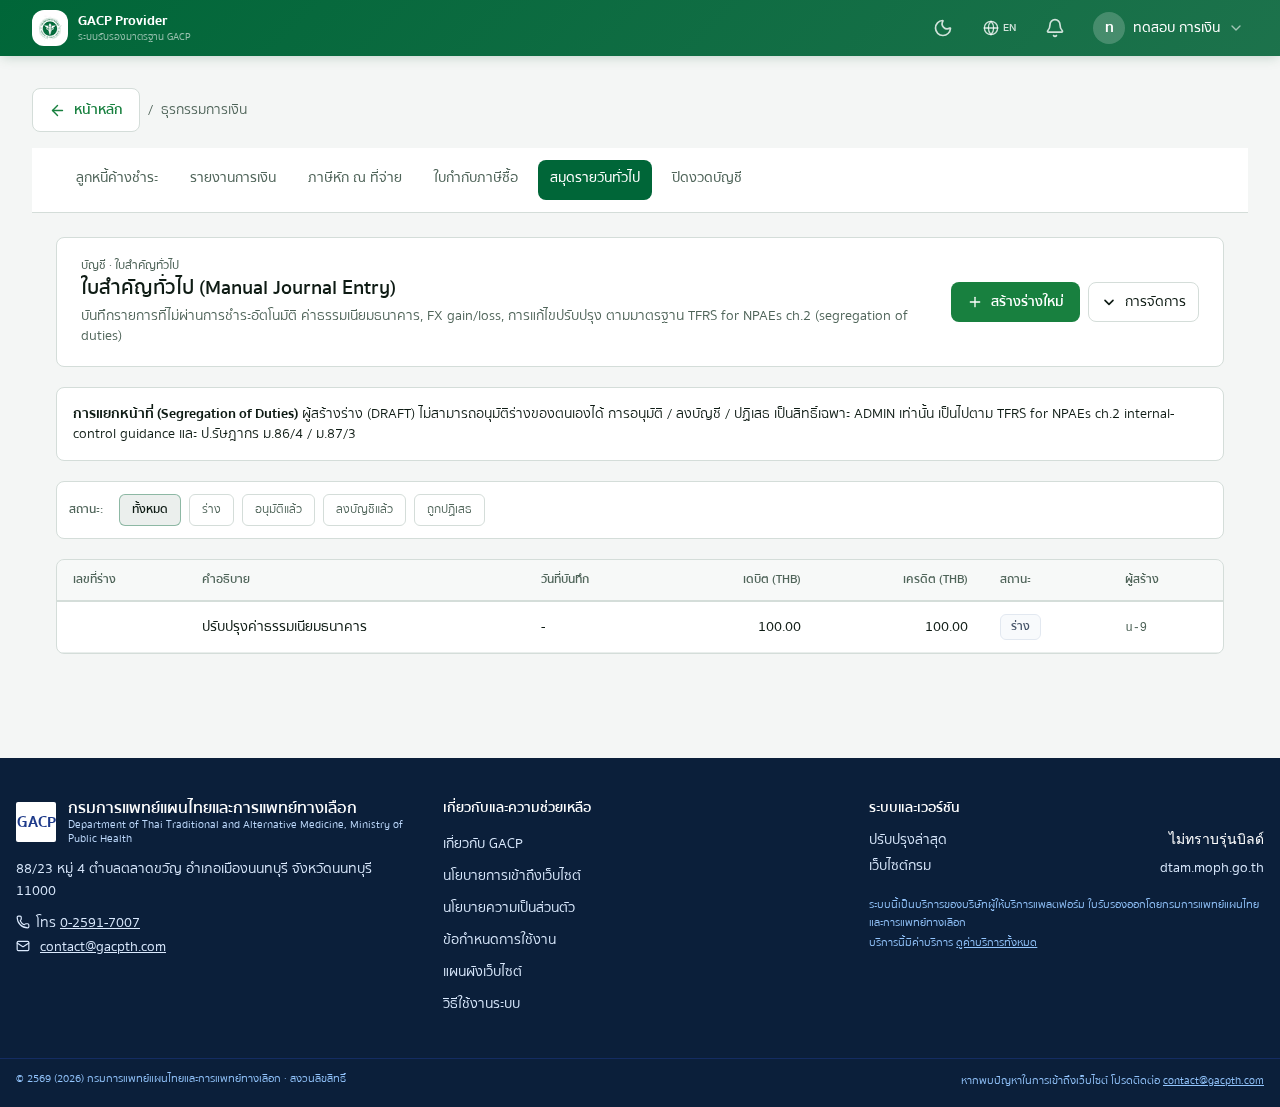 GACP Provider
ระบบรับรองมาตรฐาน GACP
EN
ท
ทดสอบ การเงิน
หน้าหลัก / ธุรกรรมการเงิน
ลูกหนี้ค้างชำระ รายงานการเงิน ภาษีหัก ณ ที่จ่าย ใบกำกับภาษีซื้อ สมุดรายวันทั่วไป ปิดงวดบัญชี
บัญชี · ใบสำคัญทั่วไป
ใบสำคัญทั่วไป (Manual Journal Entry)
บันทึกรายการที่ไม่ผ่านการชำระอัตโนมัติ ค่าธรรมเนียมธนาคาร, FX gain/loss, การแก้ไขปรับปรุง ตามมาตรฐาน TFRS for NPAEs ch.2 (segregation of
duties)
สร้างร่างใหม่
การจัดการ
การแยกหน้าที่ (Segregation of Duties) ผู้สร้างร่าง (DRAFT) ไม่สามารถอนุมัติร่างของตนเองได้ การอนุมัติ / ลงบัญชี / ปฏิเสธ เป็นสิทธิ์เฉพาะ ADMIN เท่านั้น เป็นไปตาม TFRS for NPAEs ch.2 internal-
control guidance และ ป.รัษฎากร ม.86/4 / ม.87/3
สถานะ: ทั้งหมด ร่าง อนุมัติแล้ว ลงบัญชีแล้ว ถูกปฏิเสธ
เลขที่ร่าง คำอธิบาย วันที่บันทึก เดบิต (THB) เครดิต (THB) สถานะ ผู้สร้าง
ปรับปรุงค่าธรรมเนียมธนาคาร - 100.00 100.00 ร่าง u-9
GACP
กรมการแพทย์แผนไทยและการแพทย์ทางเลือก
Department of Thai Traditional and Alternative Medicine, Ministry of
Public Health
88/23 หมู่ 4 ตำบลตลาดขวัญ อำเภอเมืองนนทบุรี จังหวัดนนทบุรี
11000
โทร 0-2591-7007
contact@gacpth.com
เกี่ยวกับและความช่วยเหลือ
เกี่ยวกับ GACP
นโยบายการเข้าถึงเว็บไซต์
นโยบายความเป็นส่วนตัว
ข้อกำหนดการใช้งาน
แผนผังเว็บไซต์
วิธีใช้งานระบบ
ระบบและเวอร์ชัน
ปรับปรุงล่าสุด ไม่ทราบรุ่นบิลด์
เว็บไซต์กรม dtam.moph.go.th
ระบบนี้เป็นบริการของบริษัทผู้ให้บริการแพลตฟอร์ม ใบรับรองออกโดยกรมการแพทย์แผนไทย
และการแพทย์ทางเลือก
บริการนี้มีค่าบริการ ดูค่าบริการทั้งหมด
© 2569 (2026) กรมการแพทย์แผนไทยและการแพทย์ทางเลือก · สงวนลิขสิทธิ์
หากพบปัญหาในการเข้าถึงเว็บไซต์ โปรดติดต่อ contact@gacpth.com